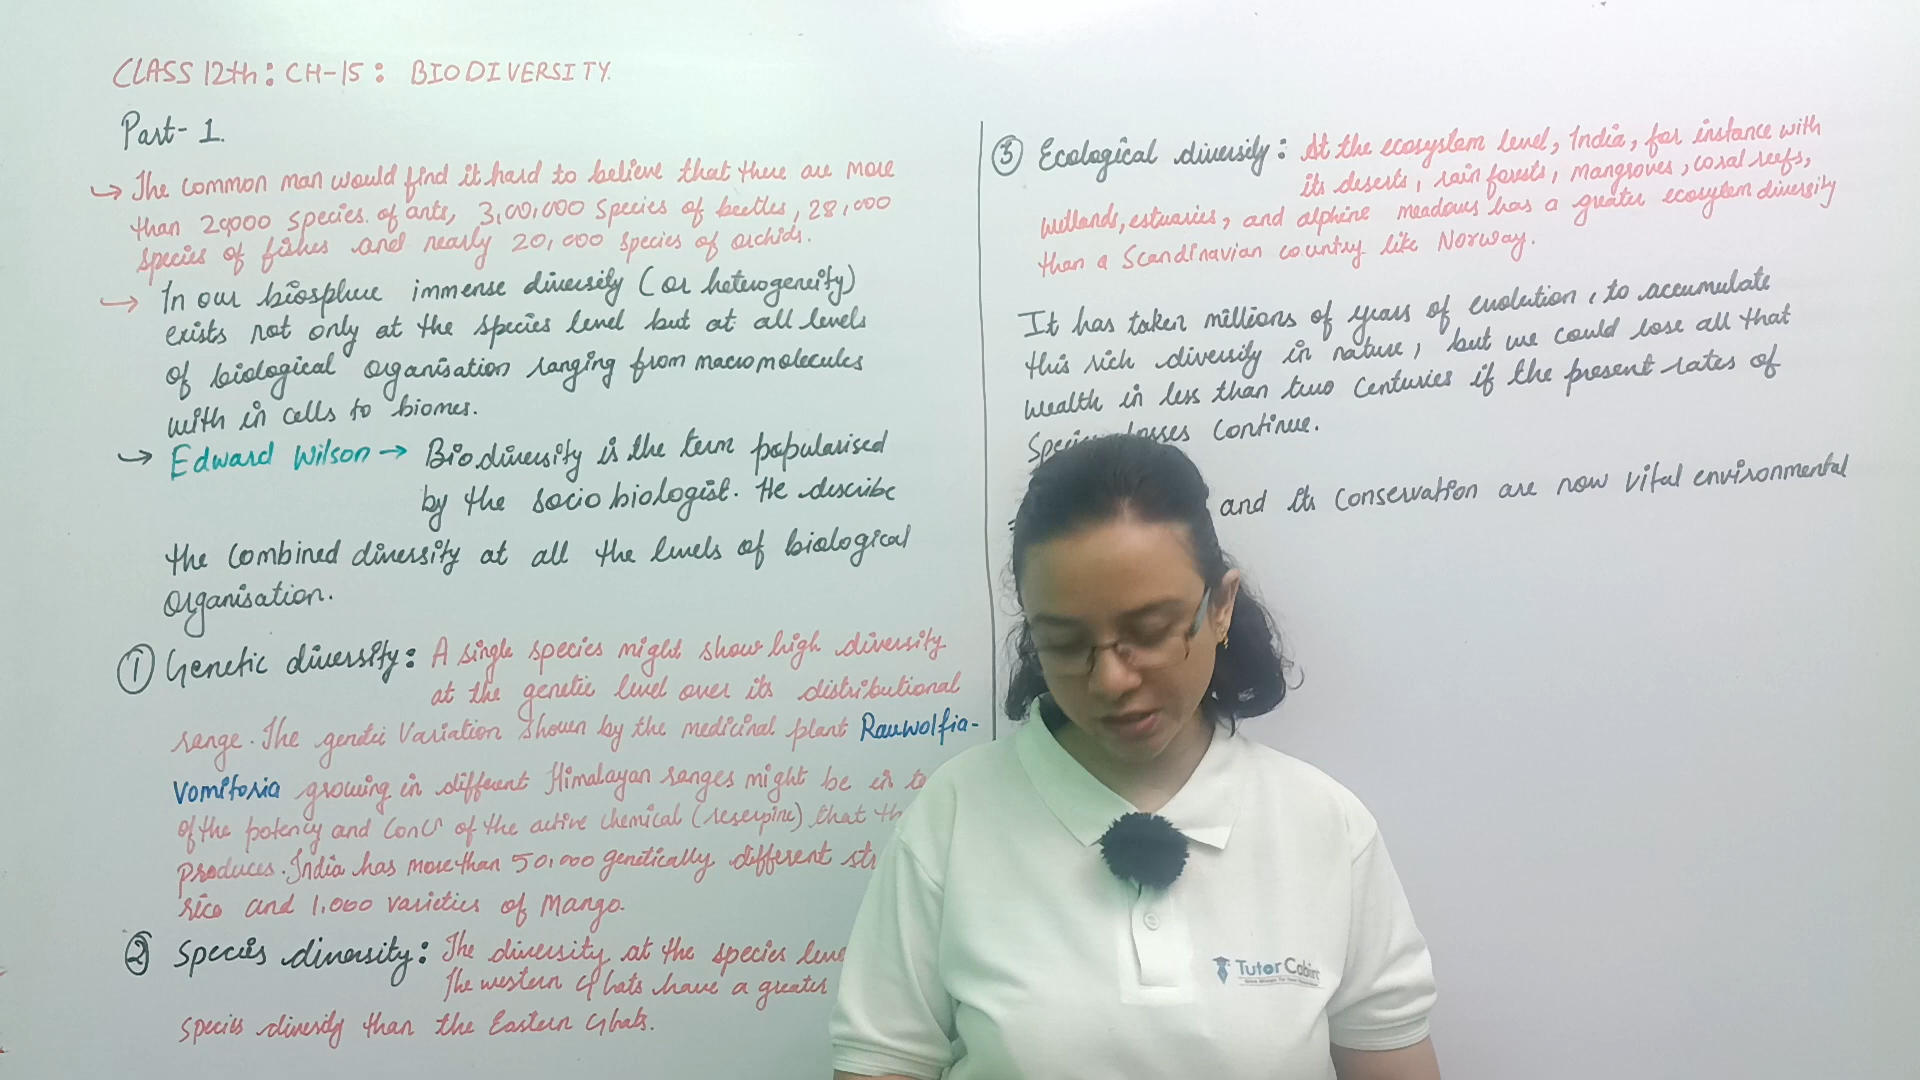 CLASS 12th: CH-15: BIODIVERSITY.
Part-1.
→ The common man would find it hard to believe that there are more
than 20,000 species of ants, 3,00,000 species of beetles, 28,000
species of fishes and nearly 20,000 species of orchids.
→ In our biosphere immense diversity (or heterogeneity)
exists not only at the species level but at all levels
of biological organisation ranging from macromolecules
with in cells to biomes.
→ Edward Wilson → Biodiversity is the term popularised
by the socio biologist. He describe
the combined diversity at all the levels of biological
organisation.
① Genetic diversity: A single species might show high diversity
at the genetic level over its distributional
range. The genetic variation shown by the medicinal plant Rauwolfia-
vomitoria growing in different Himalayan ranges might be in te
of the potency and concn of the active chemical (reserpine) that th
produces. India has more than 50,000 genetically different str
rice and 1,000 varieties of Mango.
② Species diversity: The diversity at the species leve
The western Ghats have a greater
species diversity than the Eastern Ghats.
③ Ecological diversity: At the ecosystem level, India, for instance with
its deserts, rain forests, mangroves, coral reefs,
wetlands, estuaries, and alphine meadows has a greater ecosystem diversity
than a Scandinavian country like Norway.
It has taken millions of years of evolution, to accumulate
this rich diversity in nature, but we could lose all that
wealth in less than two centuries if the present rates of
Species losses continue.
and its conservation are now vital environmental
TutorCabin